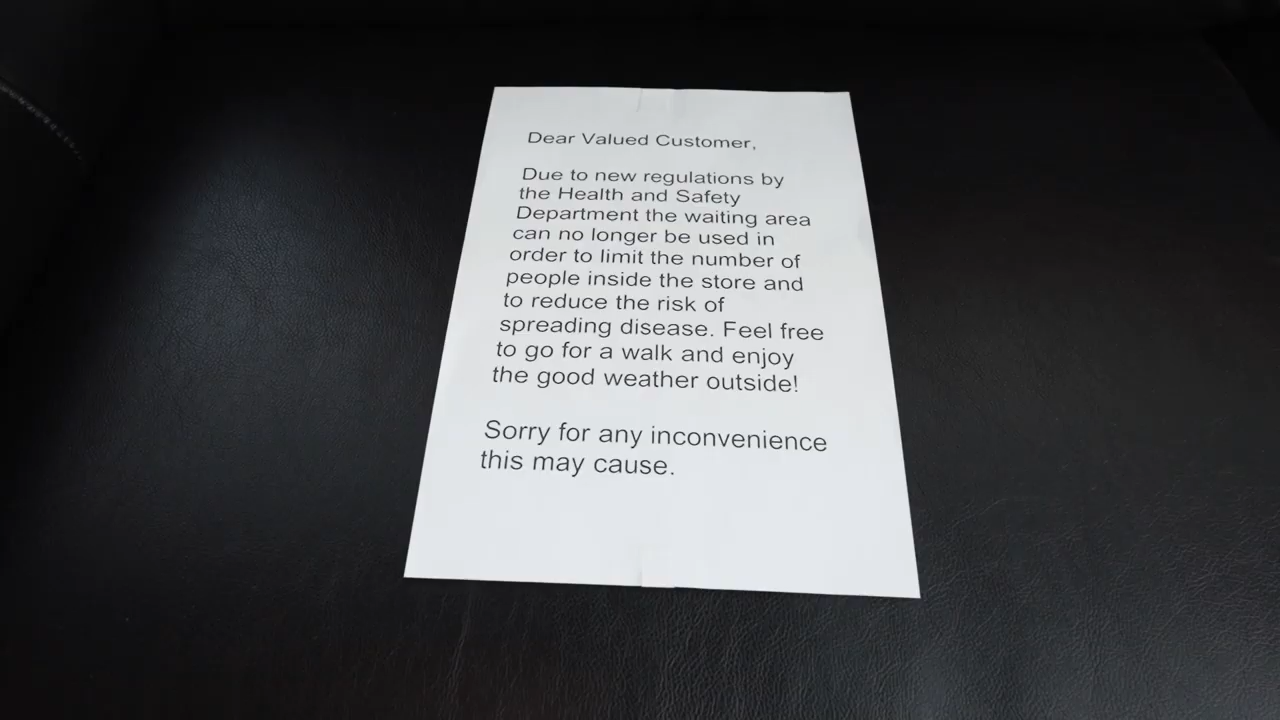 Dear Valued Customer,
Due to new regulations by
the Health and Safety
Department the waiting area
can no longer be used in
order to limit the number of
people inside the store and
to reduce the risk of
spreading disease. Feel free
to go for a walk and enjoy
the good weather outside!
Sorry for any inconvenience
this may cause.